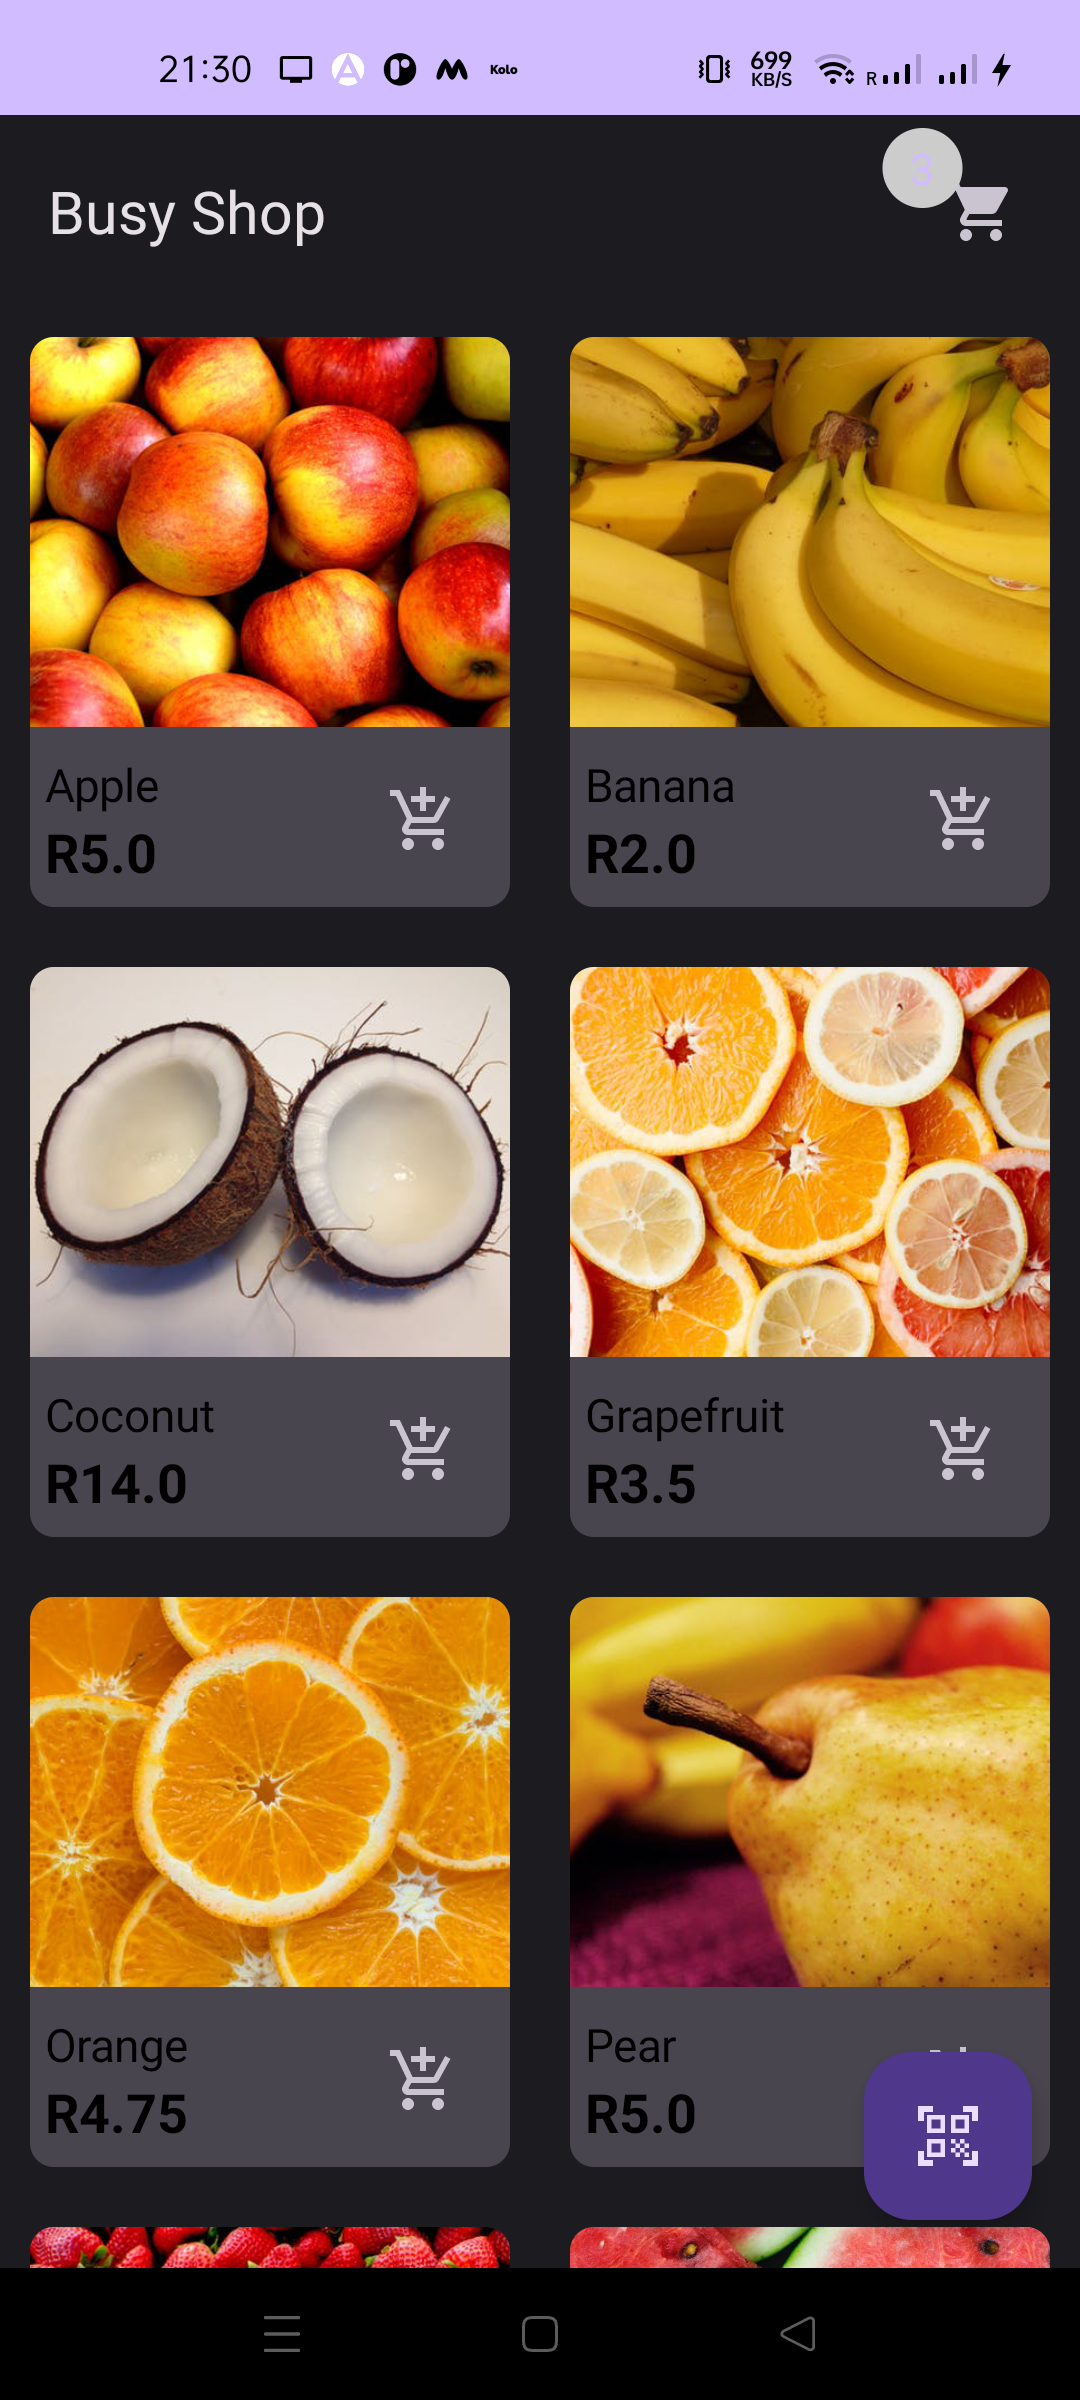 21:30 Kolo 699 KB/S R
3
Busy Shop
Apple
R5.0
Banana
R2.0
Coconut
R14.0
Grapefruit
R3.5
Orange
R4.75
Pear
R5.0